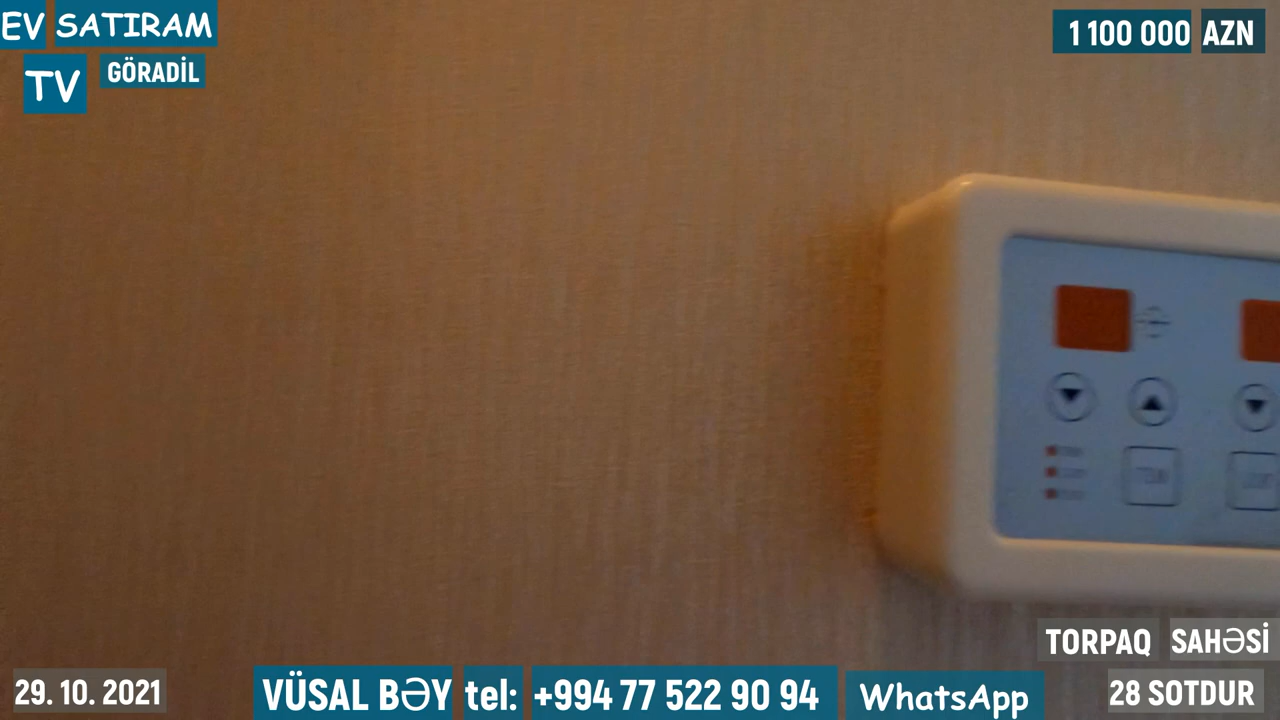 EV SATIRAM
TV GÖRADİL
1 100 000 AZN
TORPAQ SAHƏSİ
28 SOTDUR
29. 10. 2021
VÜSAL BƏY tel: +994 77 522 90 94 WhatsApp